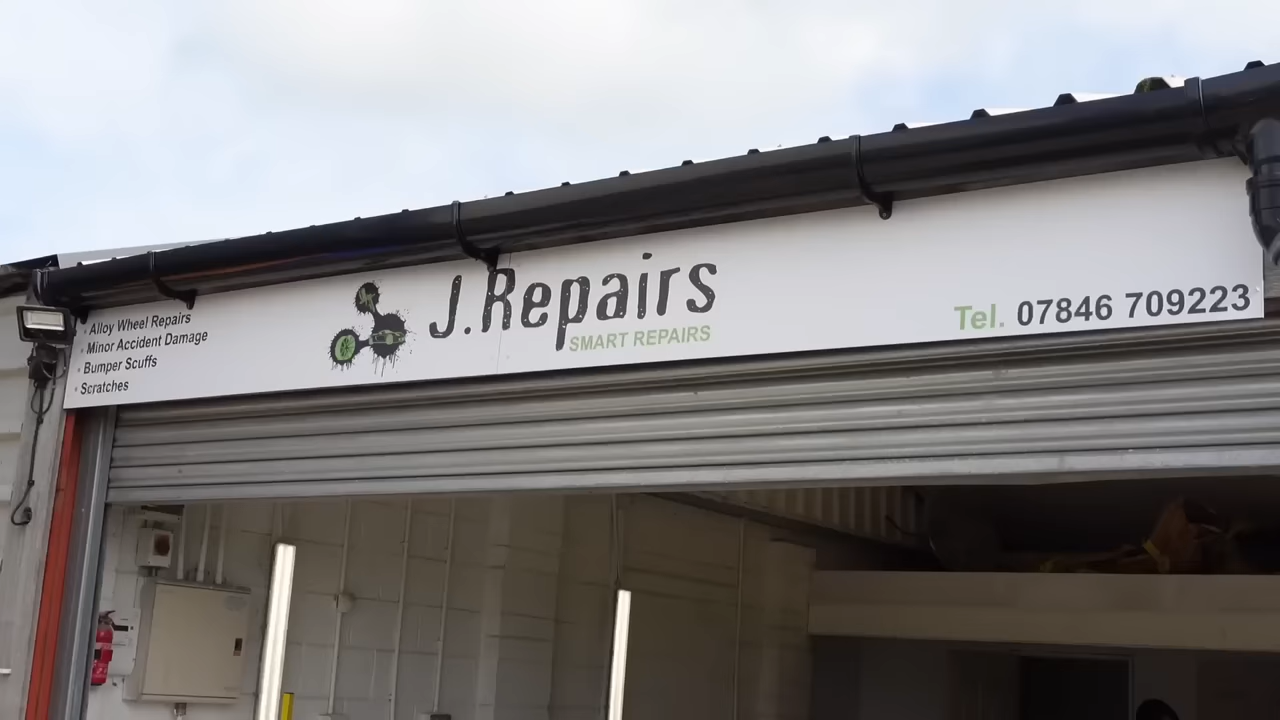 · Alloy Wheel Repairs
· Minor Accident Damage
· Bumper Scuffs
· Scratches
J.Repairs
SMART REPAIRS
Tel. 07846 709223